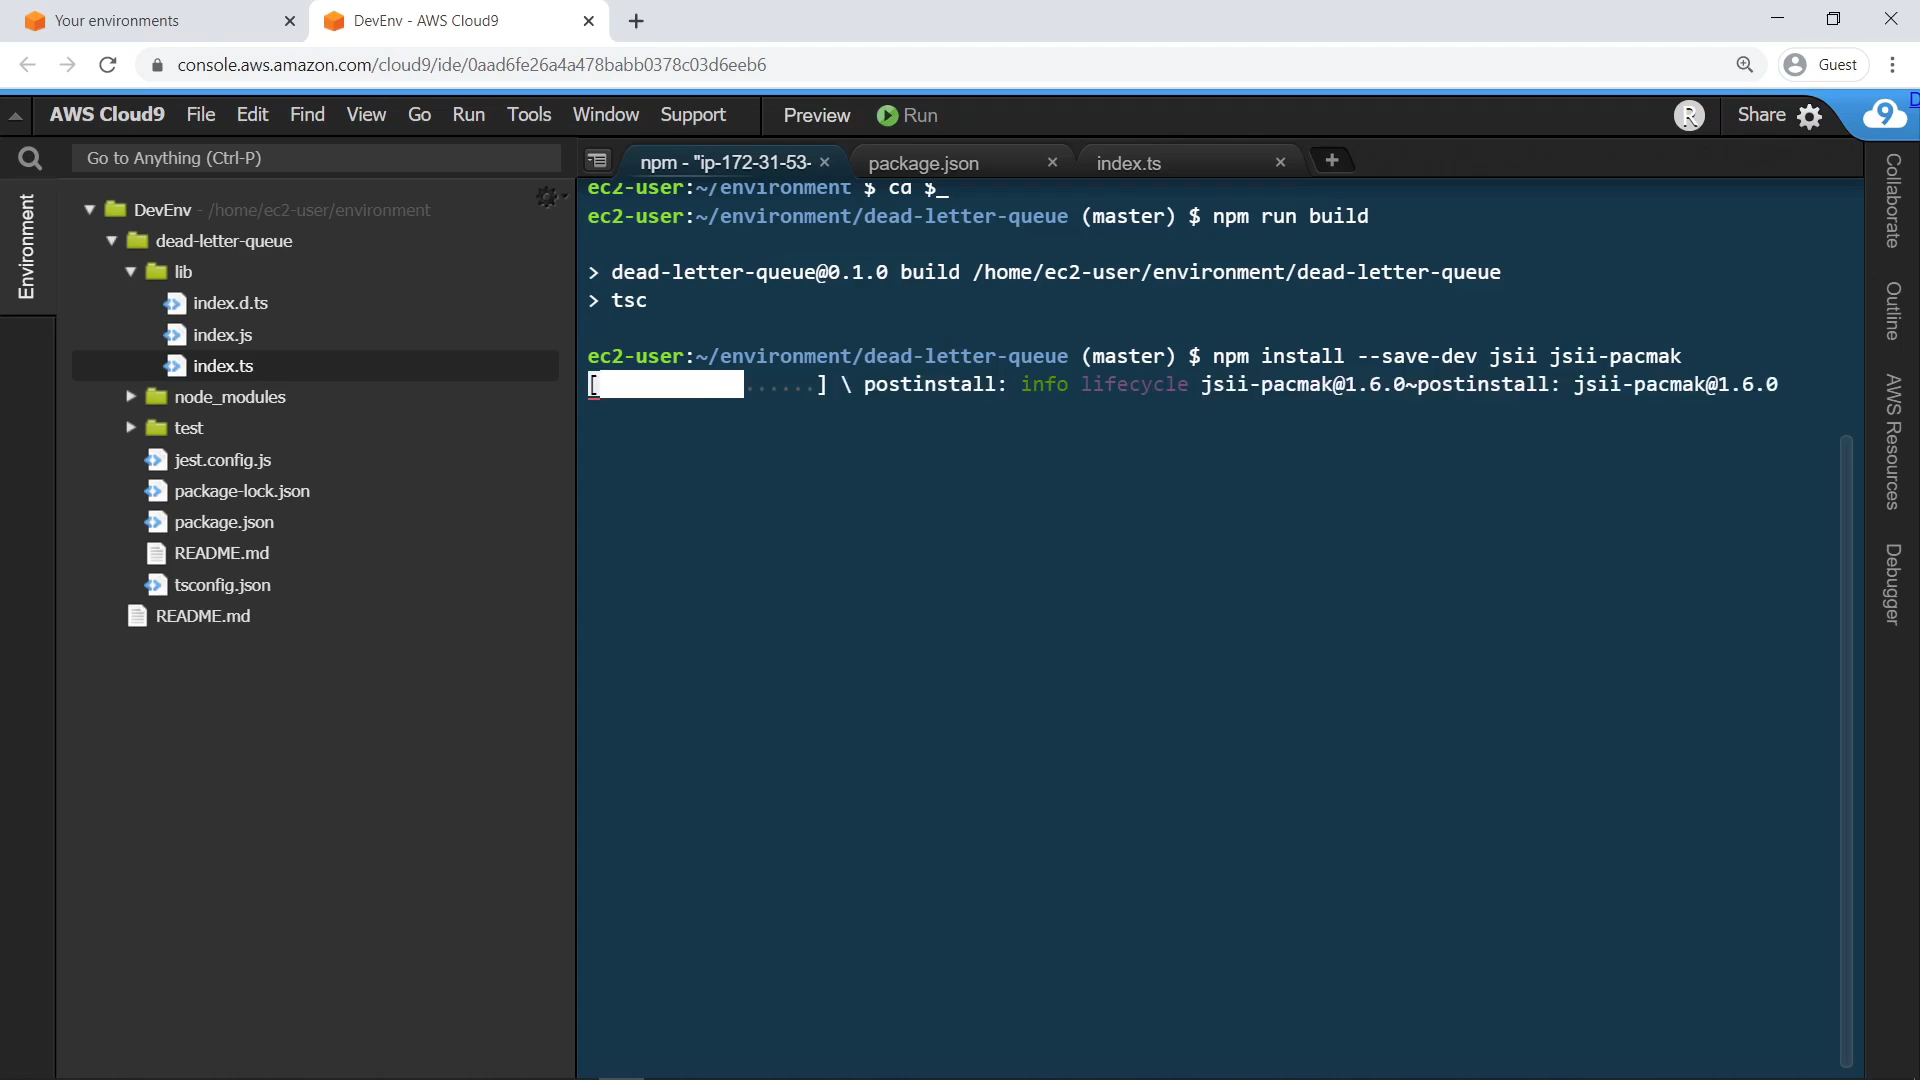 Your environments
DevEnv - AWS Cloud9
console.aws.amazon.com/cloud9/ide/0aad6fe26a4a478babb0378c03d6eeb6
Guest
AWS Cloud9 File Edit Find View Go Run Tools Window Support Preview Run
R
Share
9
D
Go to Anything (Ctrl-P)
npm - "ip-172-31-53-
package.json
index.ts
Environment
DevEnv - /home/ec2-user/environment
dead-letter-queue
lib
index.d.ts
index.js
index.ts
node_modules
test
jest.config.js
package-lock.json
package.json
README.md
tsconfig.json
README.md
ec2-user:~/environment $ cd $_
ec2-user:~/environment/dead-letter-queue (master) $ npm run build
> dead-letter-queue@0.1.0 build /home/ec2-user/environment/dead-letter-queue
> tsc
ec2-user:~/environment/dead-letter-queue (master) $ npm install --save-dev jsii jsii-pacmak
[ ......] \ postinstall: info lifecycle jsii-pacmak@1.6.0~postinstall: jsii-pacmak@1.6.0
Collaborate
Outline
AWS Resources
Debugger